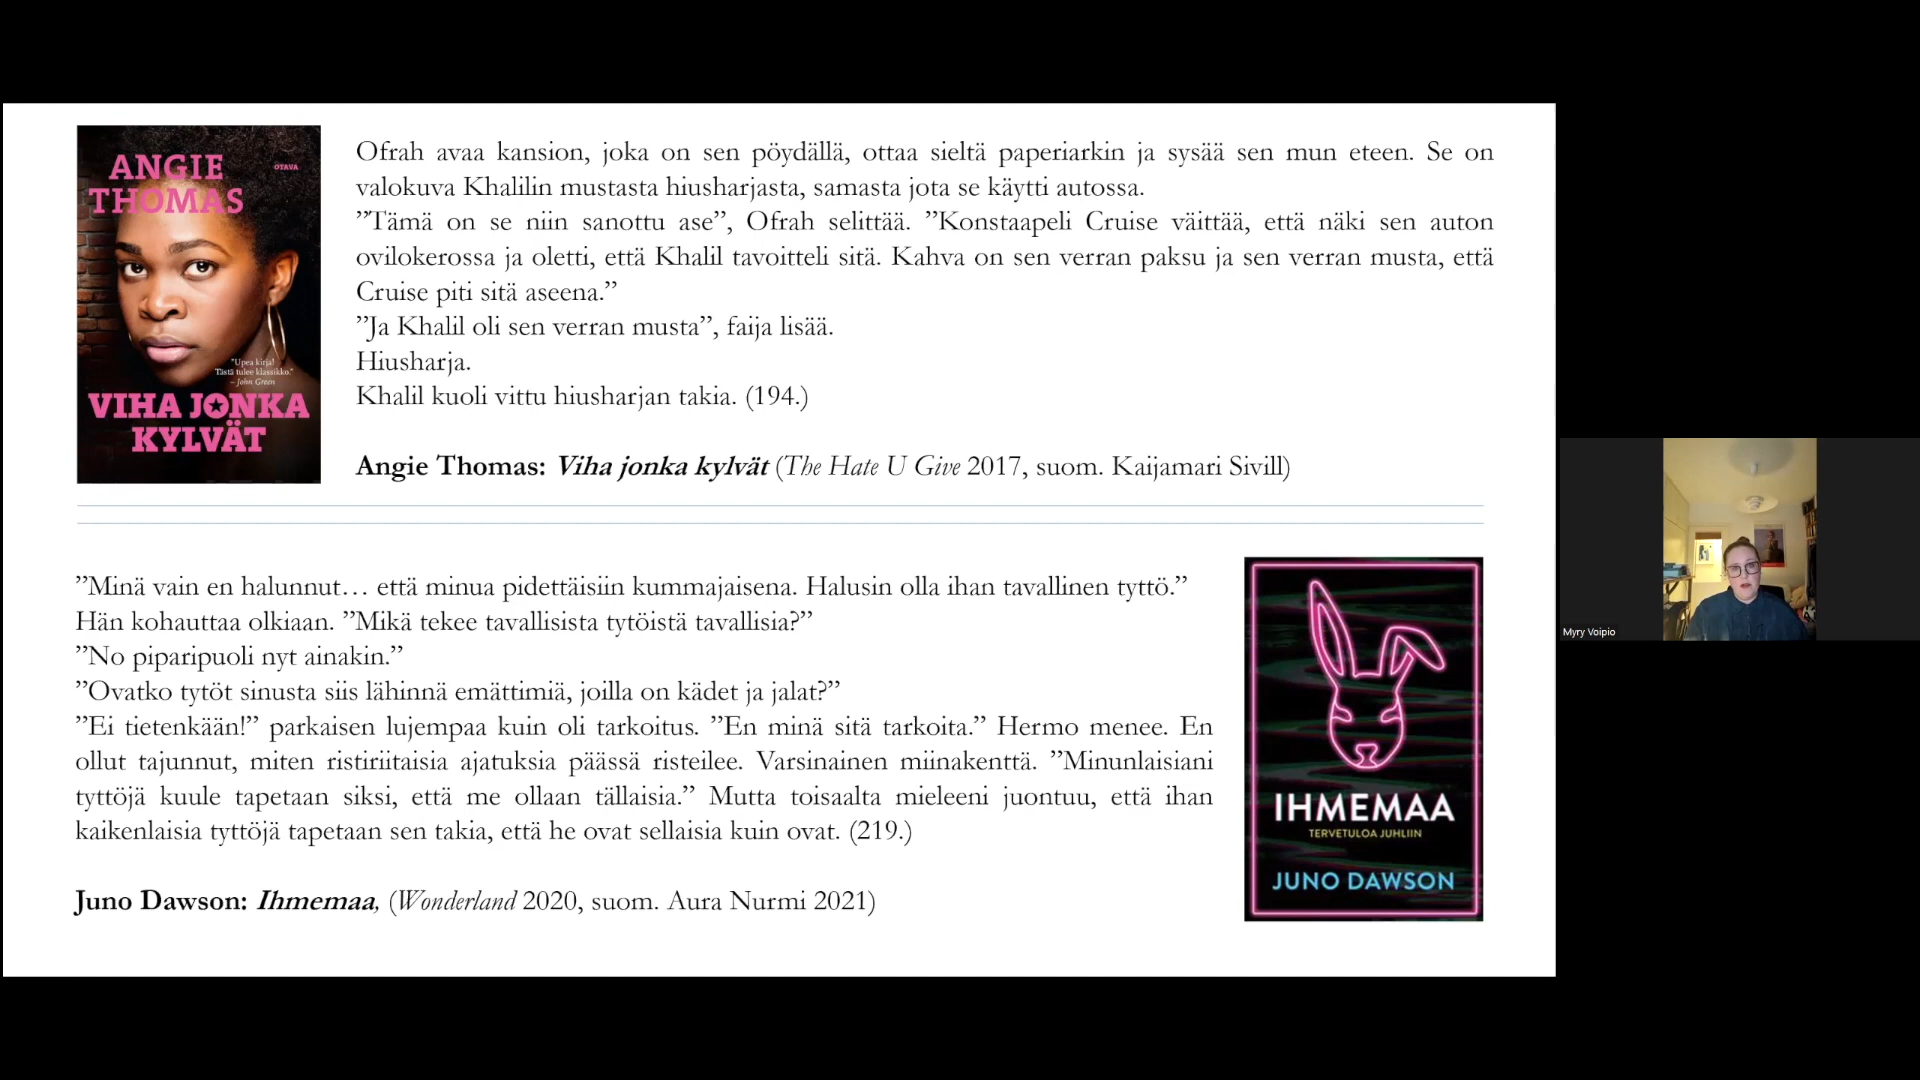 ANGIE
THOMAS
OTAVA
"Upea kirja!
Tästä tulee klassikko."
– John Green
VIHA JONKA
KYLVÄT
Ofrah avaa kansion, joka on sen pöydällä, ottaa sieltä paperiarkin ja sysää sen mun eteen. Se on
valokuva Khalilin mustasta hiusharjasta, samasta jota se käytti autossa.
”Tämä on se niin sanottu ase”, Ofrah selittää. ”Konstaapeli Cruise väittää, että näki sen auton
ovilokerossa ja oletti, että Khalil tavoitteli sitä. Kahva on sen verran paksu ja sen verran musta, että
Cruise piti sitä aseena.”
”Ja Khalil oli sen verran musta”, faija lisää.
Hiusharja.
Khalil kuoli vittu hiusharjan takia. (194.)
Angie Thomas: Viha jonka kylvät (The Hate U Give 2017, suom. Kaijamari Sivill)
”Minä vain en halunnut… että minua pidettäisiin kummajaisena. Halusin olla ihan tavallinen tyttö.”
Hän kohauttaa olkiaan. ”Mikä tekee tavallisista tytöistä tavallisia?”
”No piparipuoli nyt ainakin.”
”Ovatko tytöt sinusta siis lähinnä emättimiä, joilla on kädet ja jalat?”
”Ei tietenkään!” parkaisen lujempaa kuin oli tarkoitus. ”En minä sitä tarkoita.” Hermo menee. En
ollut tajunnut, miten ristiriitaisia ajatuksia päässä risteilee. Varsinainen miinakenttä. ”Minunlaisiani
tyttöjä kuule tapetaan siksi, että me ollaan tällaisia.” Mutta toisaalta mieleeni juontuu, että ihan
kaikenlaisia tyttöjä tapetaan sen takia, että he ovat sellaisia kuin ovat. (219.)
Juno Dawson: Ihmemaa, (Wonderland 2020, suom. Aura Nurmi 2021)
IHMEMAA
TERVETULOA JUHLIIN
JUNO DAWSON
Myry Voipio